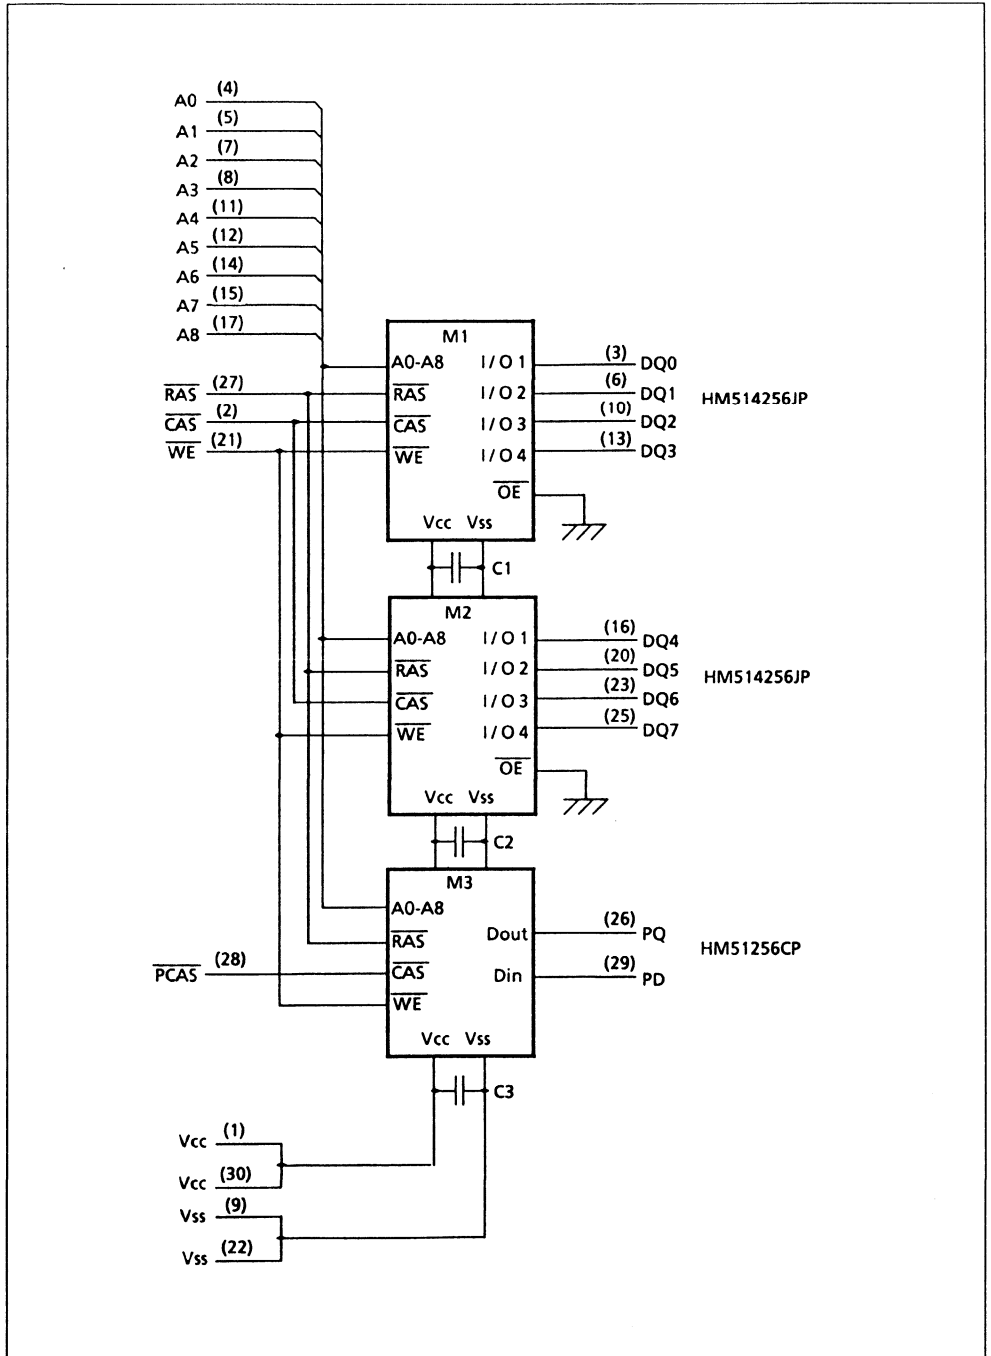 A0 (4)
A1 (5)
A2 (7)
A3 (8)
A4 (11)
A5 (12)
A6 (14)
A7 (15)
A8 (17)
RAS (27)
CAS (2)
WE (21)
M1
A0-A8 I/O 1 (3) DQ0
RAS I/O 2 (6) DQ1
CAS I/O 3 (10) DQ2
WE I/O 4 (13) DQ3
OE
Vcc Vss
HM514256JP
C1
M2
A0-A8 I/O 1 (16) DQ4
RAS I/O 2 (20) DQ5
CAS I/O 3 (23) DQ6
WE I/O 4 (25) DQ7
OE
Vcc Vss
HM514256JP
C2
M3
A0-A8
RAS Dout (26) PQ
PCAS (28) CAS Din (29) PD
WE
Vcc Vss
HM51256CP
C3
Vcc (1)
Vcc (30)
Vss (9)
Vss (22)